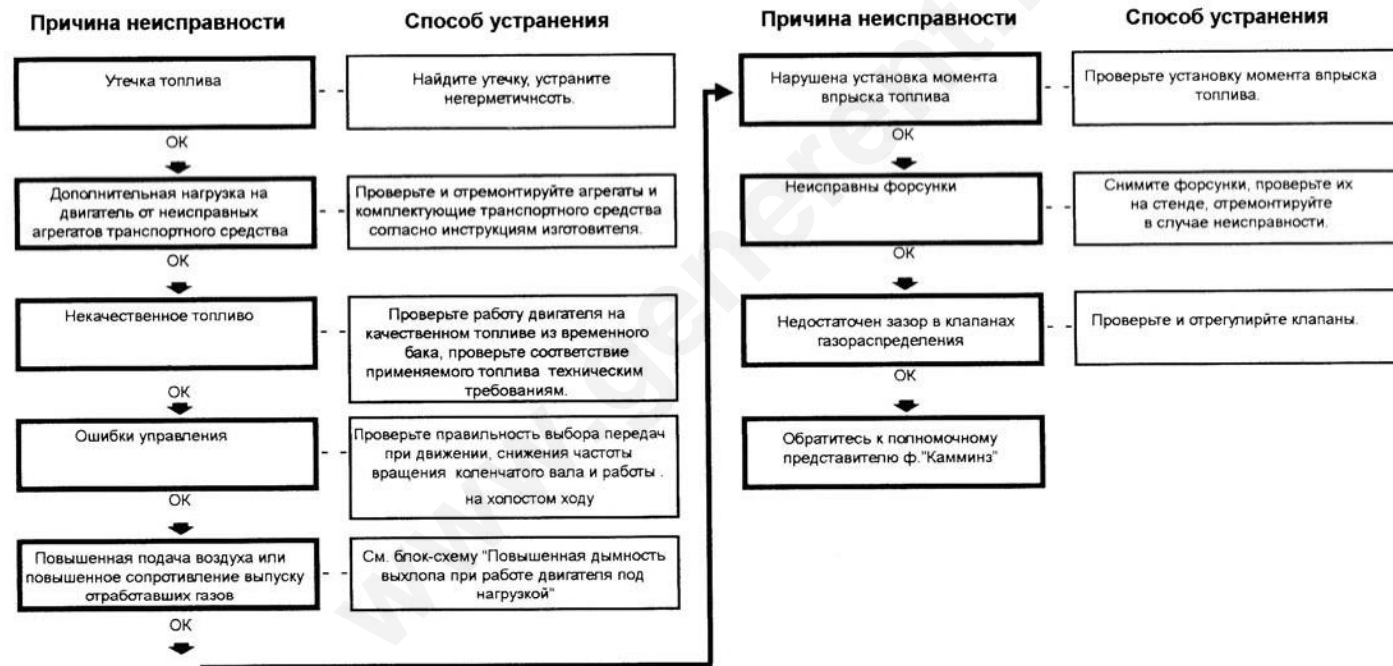 Причина неисправности
Способ устранения
Утечка топлива
Найдите утечку, устраните
негерметичнсоть.
ОК
Дополнительная нагрузка на
двигатель от неисправных
агрегатов транспортного средства
Проверьте и отремонтируйте агрегаты и
комплектующие транспортного средства
согласно инструкциям изготовителя.
ОК
Некачественное топливо
Проверьте работу двигателя на
качественном топливе из временного
бака, проверьте соответствие
применяемого топлива техническим
требованиям.
ОК
Ошибки управления
Проверьте правильность выбора передач
при движении, снижения частоты
вращения коленчатого вала и работы .
на холостом ходу
ОК
Повышенная подача воздуха или
повышенное сопротивление выпуску
отработавших газов
См. блок-схему "Повышенная дымность
выхлопа при работе двигателя под
нагрузкой"
ОК
Причина неисправности
Способ устранения
Нарушена установка момента
впрыска топлива
Проверьте установку момента впрыска
топлива.
ОК
Неисправны форсунки
Снимите форсунки, проверьте их
на стенде, отремонтируйте
в случае неисправности.
ОК
Недостаточен зазор в клапанах
газораспределения
Проверьте и отрегулирйте клапаны.
ОК
Обратитесь к полномочному
представителю ф."Камминз"
www.generent.